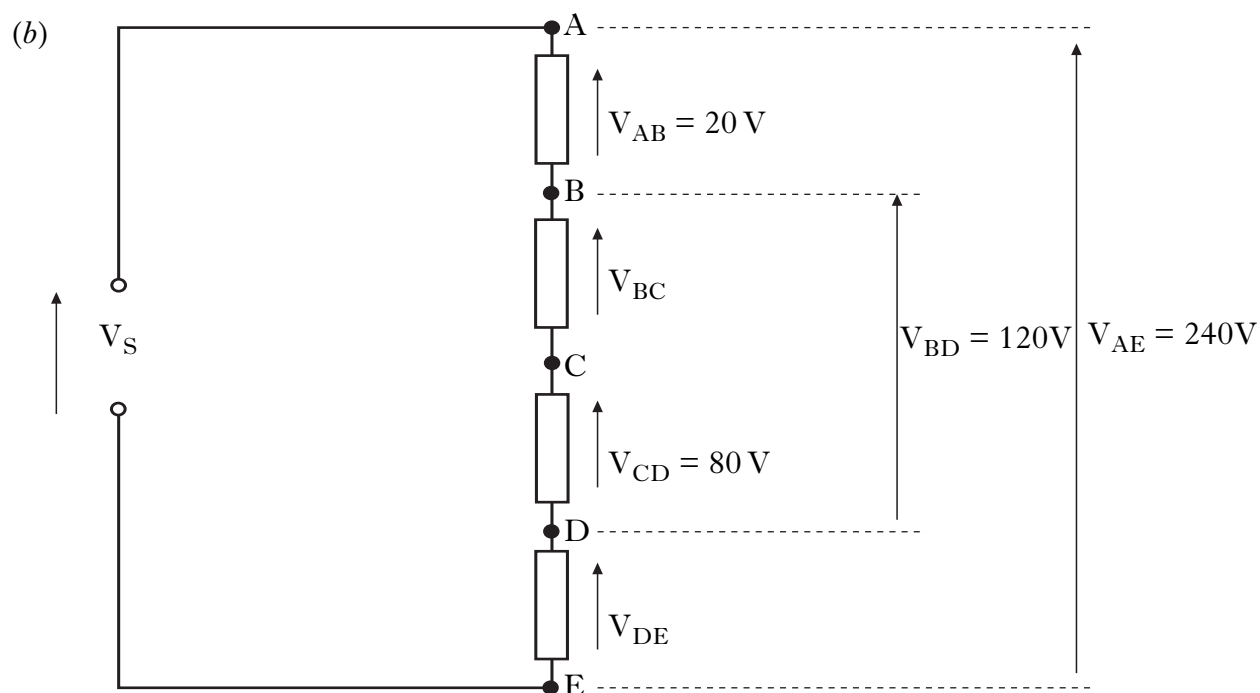 (b)
A
V_AB = 20 V
B
V_BC
V_S
V_BD = 120V
V_AE = 240V
C
V_CD = 80 V
D
V_DE
E